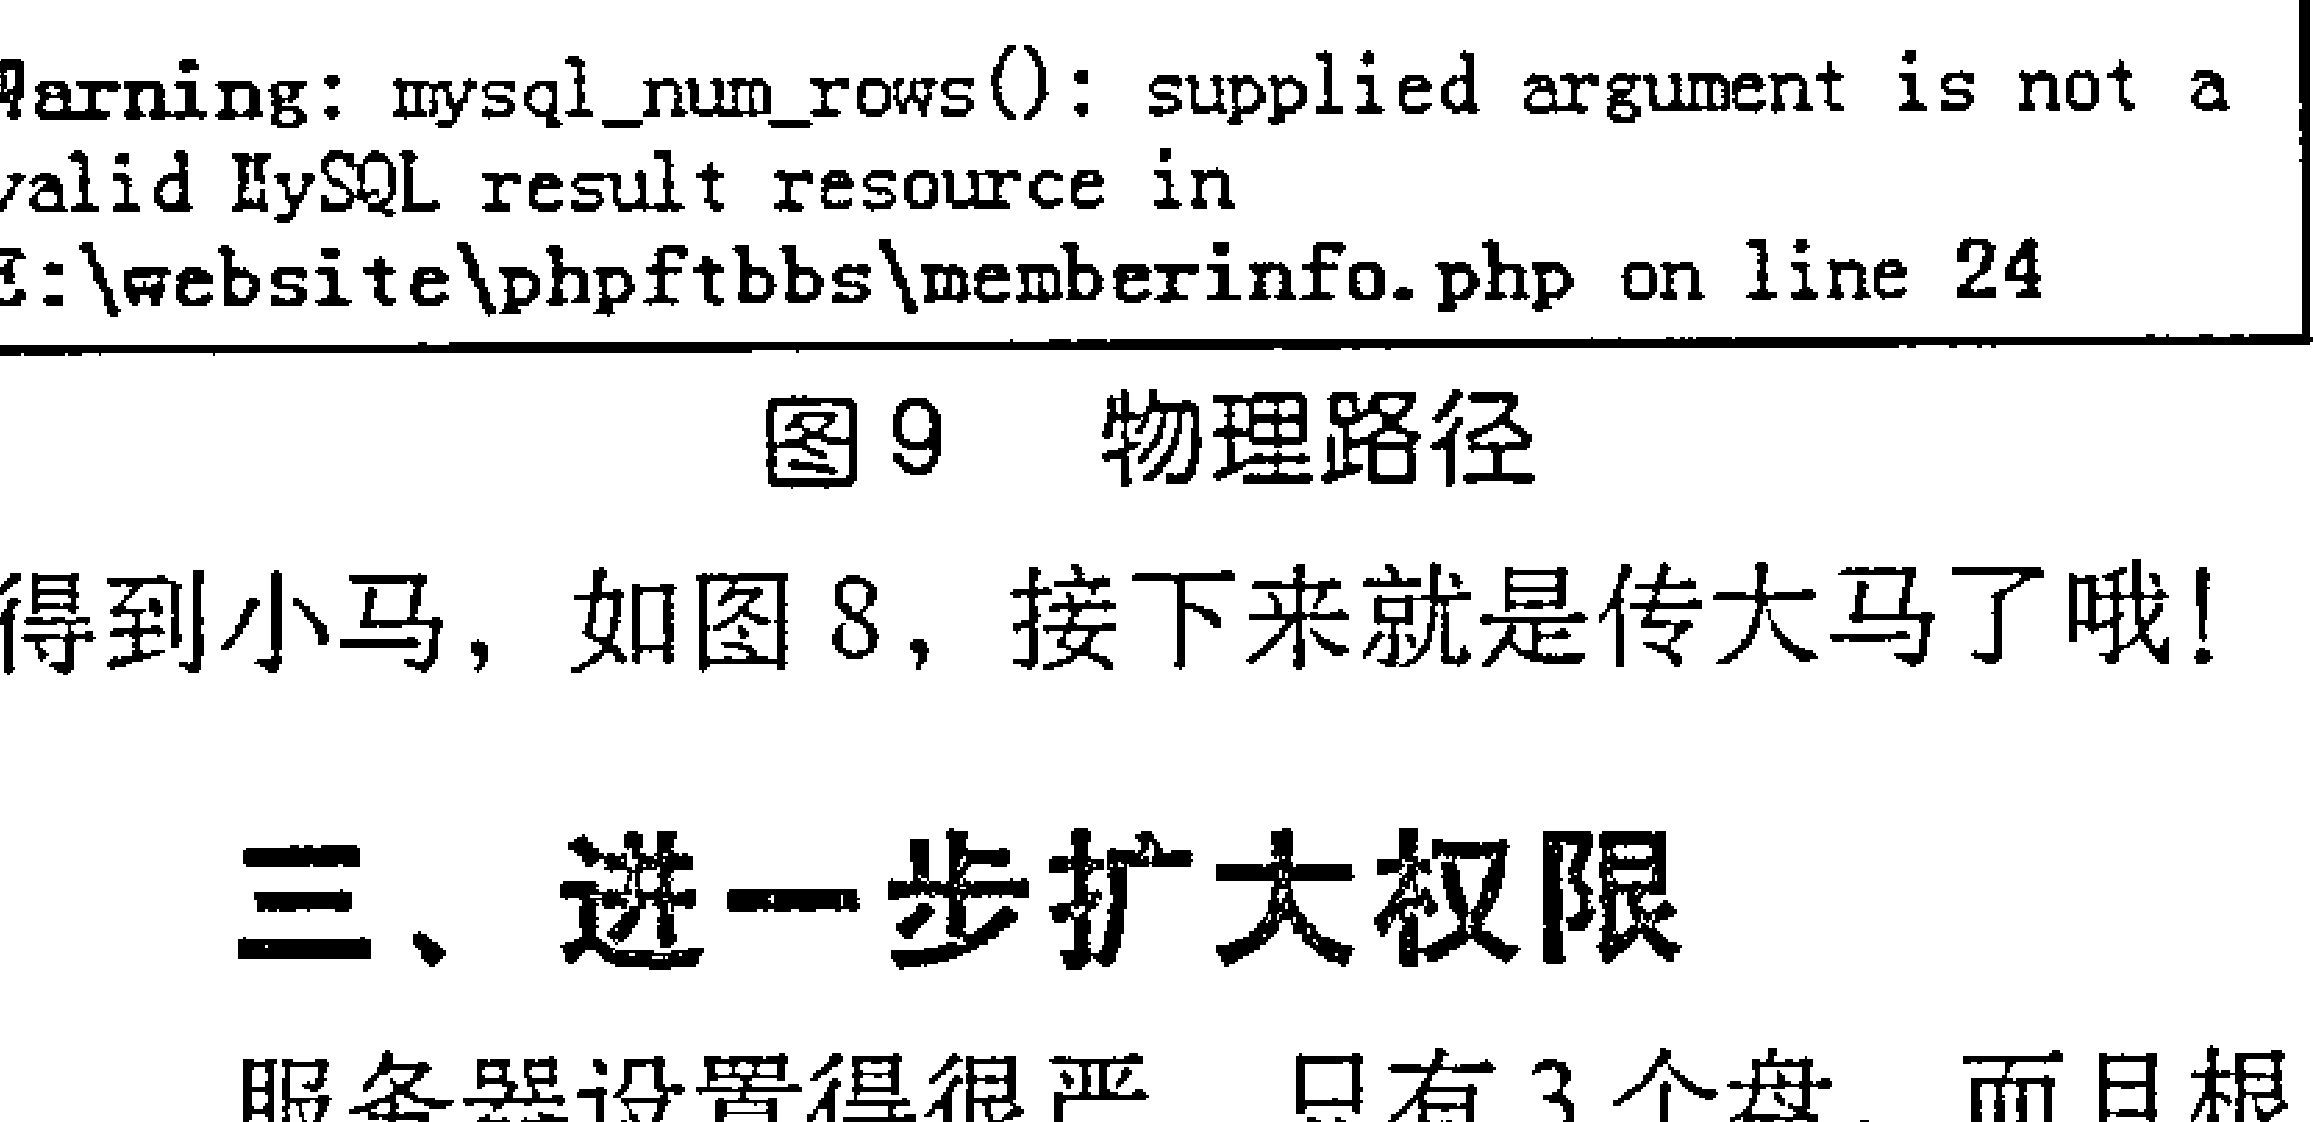 Warning: mysql_num_rows(): supplied argument is not a
valid MySQL result resource in
E:\website\phpftbbs\memberinfo.php on line 24
图9 物理路径
得到小马，如图8，接下来就是传大马了哦！
三、进一步扩大权限
服务器设置得很严，只有3个盘，而且根